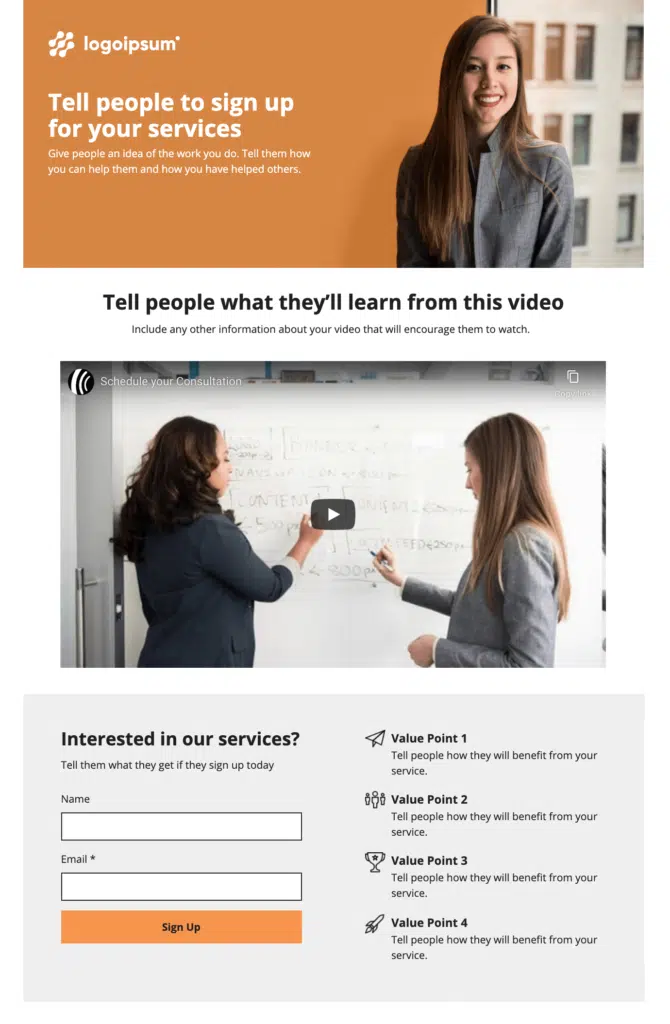 logoipsum
Tell people to sign up
for your services
Give people an idea of the work you do. Tell them how
you can help them and how you have helped others.
Tell people what they’ll learn from this video
Include any other information about your video that will encourage them to watch.
Schedule your Consultation
Copy link
CONTENT
CONTENT
500px
Interested in our services?
Tell them what they get if they sign up today
Name
Email *
Sign Up
Value Point 1
Tell people how they will benefit from your
service.
Value Point 2
Tell people how they will benefit from your
service.
Value Point 3
Tell people how they will benefit from your
service.
Value Point 4
Tell people how they will benefit from your
service.